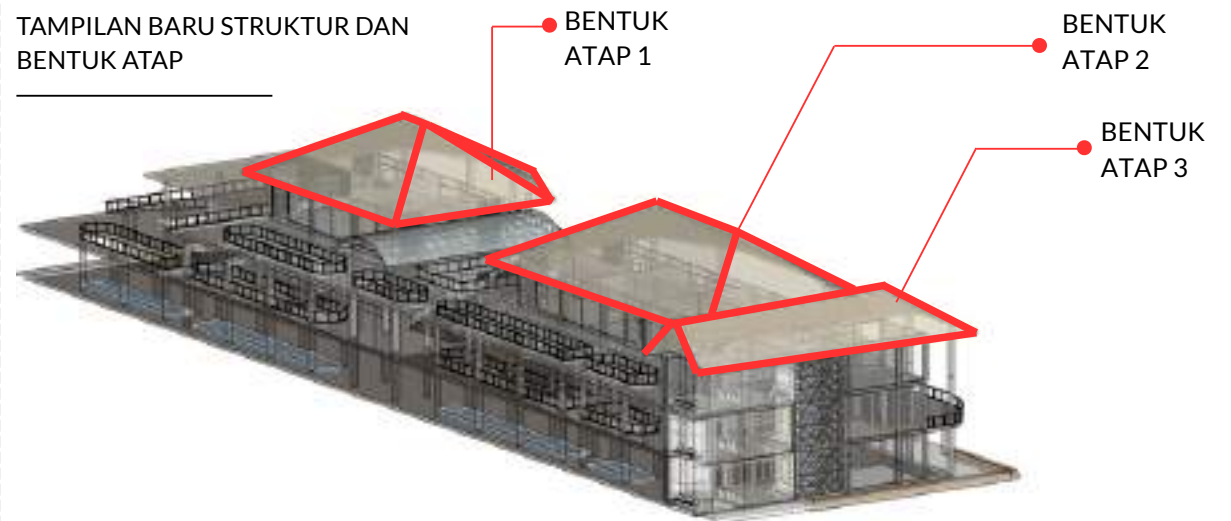 TAMPILAN BARU STRUKTUR DAN
BENTUK ATAP
BENTUK
ATAP 1
BENTUK
ATAP 2
BENTUK
ATAP 3